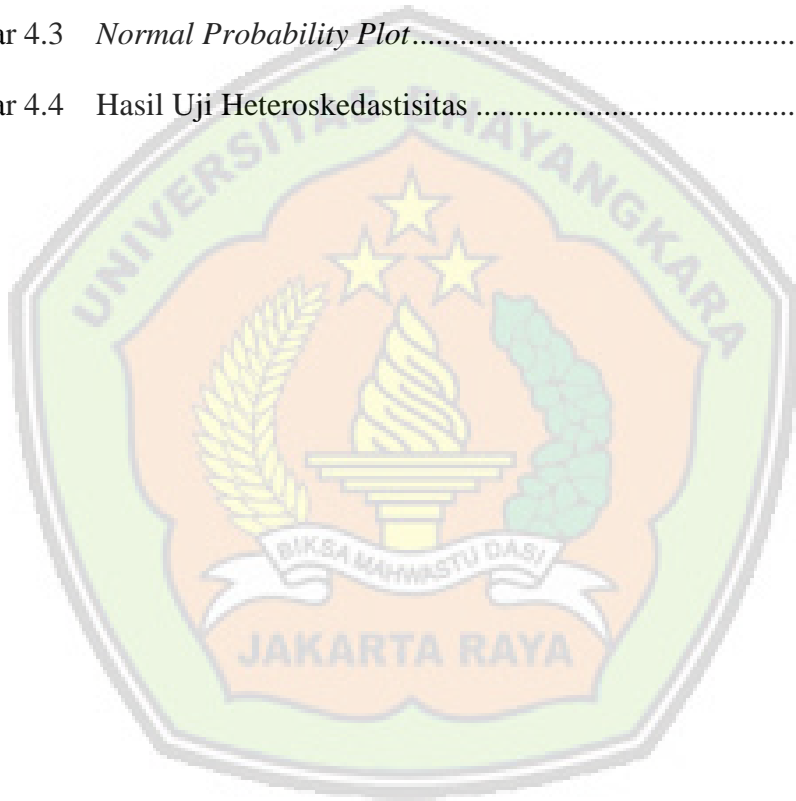 ar 4.3 Normal Probability Plot................................................
ar 4.4 Hasil Uji Heteroskedastisitas ........................................
UNIVERSITAS BHAYANGKARA
BIKSA MAHWASTU DASI
JAKARTA RAYA